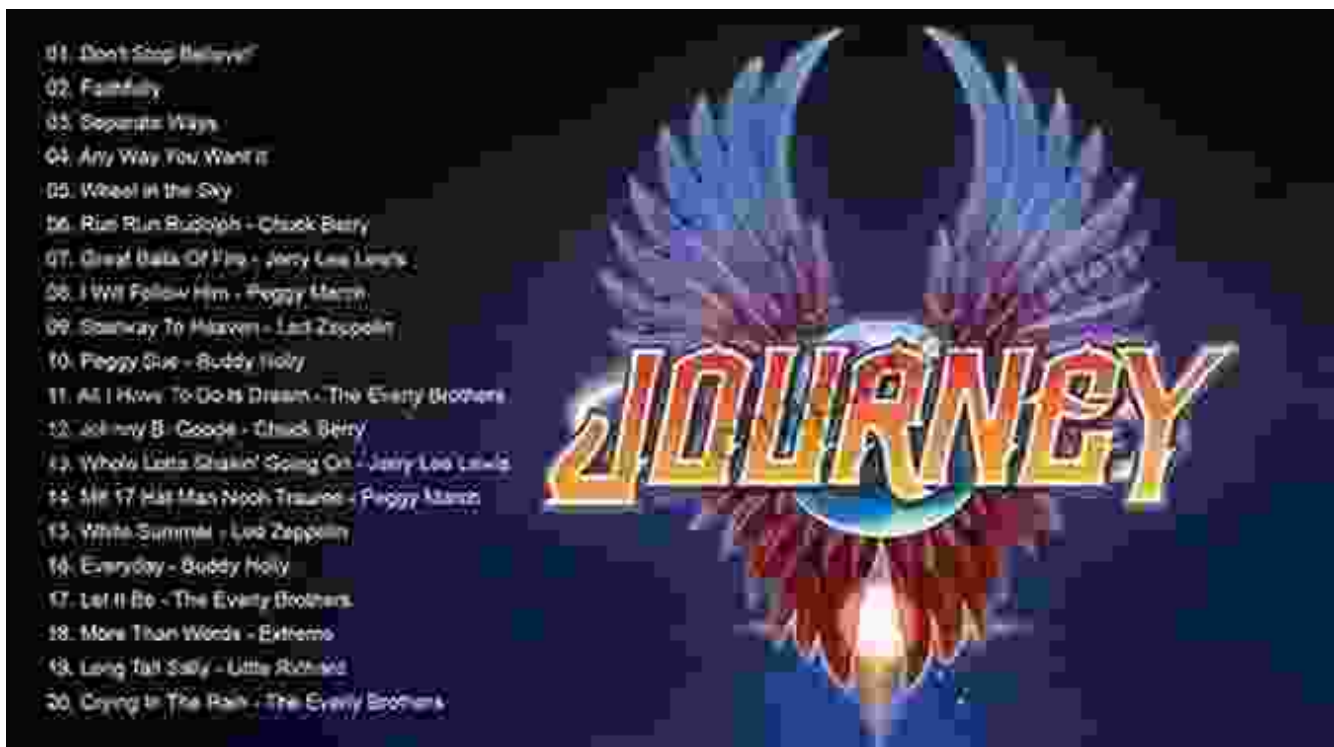 01. Don't Stop Believin'
02. Faithfully
03. Separate Ways
04. Any Way You Want It
05. Wheel in the Sky
06. Run Run Rudolph - Chuck Berry
07. Great Balls Of Fire - Jerry Lee Lewis
08. I Will Follow Him - Peggy March
09. Stairway To Heaven - Led Zeppelin
10. Peggy Sue - Buddy Holly
11. All I Have To Do Is Dream - The Everly Brothers
12. Johnny B. Goode - Chuck Berry
13. Whole Lotta Shakin' Going On - Jerry Lee Lewis
14. Mit 17 Hat Man Noch Traume - Peggy March
15. White Summer - Led Zeppelin
16. Everyday - Buddy Holly
17. Let It Be - The Everly Brothers
18. More Than Words - Extreme
19. Long Tall Sally - Little Richard
20. Crying In The Rain - The Everly Brothers
JOURNEY